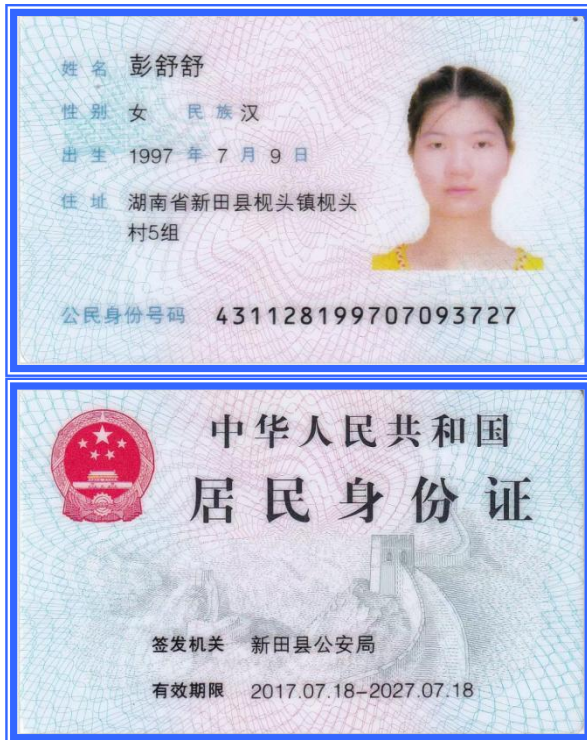 姓名 彭舒舒
性别 女 民族 汉
出生 1997 年 7 月 9 日
住址 湖南省新田县枧头镇枧头
村5组
公民身份号码 431128199707093727
中华人民共和国
居民身份证
签发机关 新田县公安局
有效期限 2017.07.18-2027.07.18